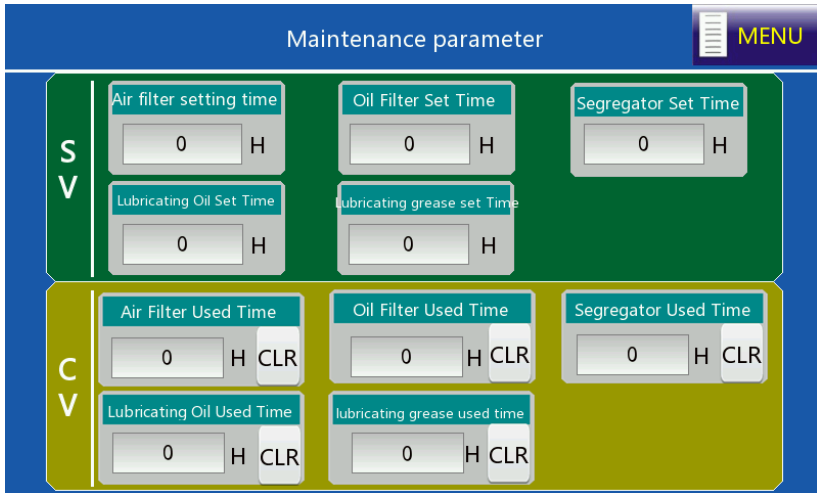 Maintenance parameter
MENU
S
V
Air filter setting time
0 H
Oil Filter Set Time
0 H
Segregator Set Time
0 H
Lubricating Oil Set Time
0 H
Lubricating grease set Time
0 H
C
V
Air Filter Used Time
0 H CLR
Oil Filter Used Time
0 H CLR
Segregator Used Time
0 H CLR
Lubricating Oil Used Time
0 H CLR
lubricating grease used time
0 H CLR